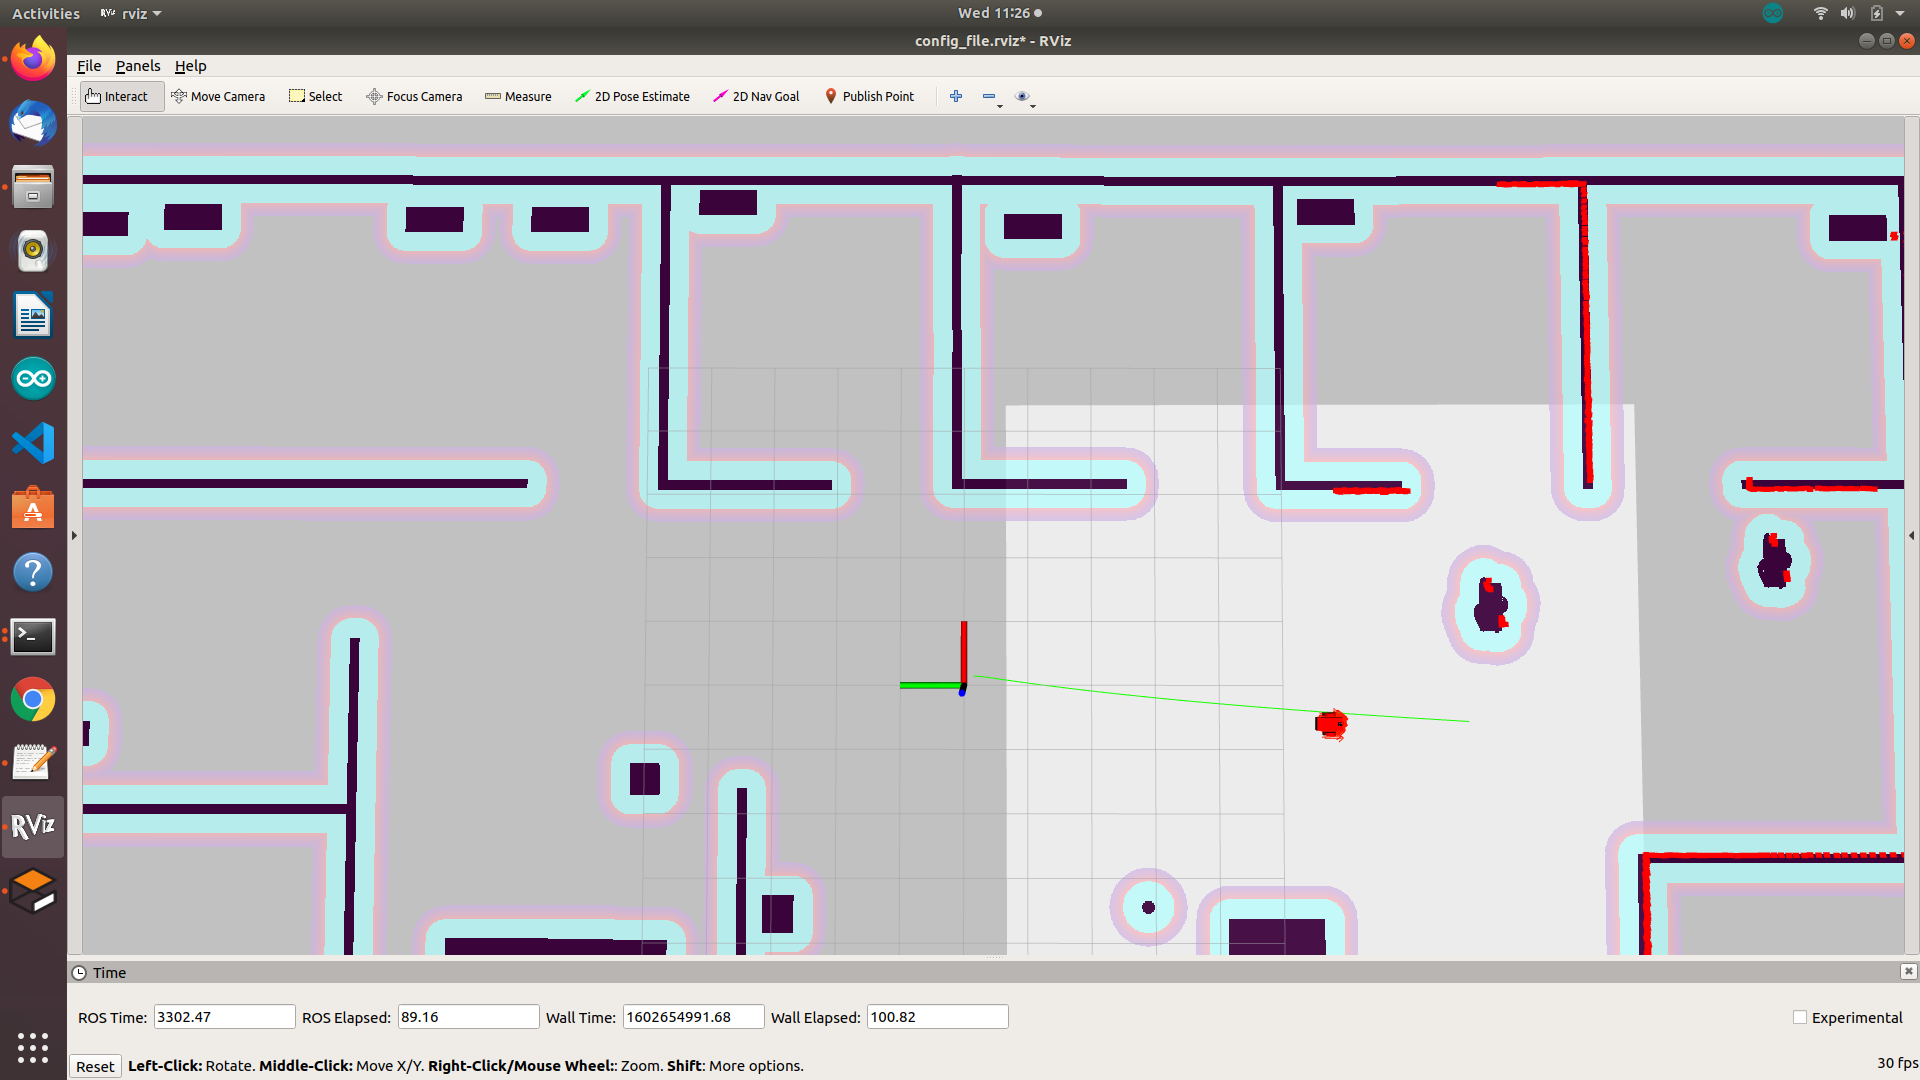 Activities RViz rviz Wed 11:26
config_file.rviz* - RViz
File Panels Help
Interact Move Camera Select Focus Camera Measure 2D Pose Estimate 2D Nav Goal Publish Point
RViz
Time
ROS Time: 3302.47 ROS Elapsed: 89.16 Wall Time: 1602654991.68 Wall Elapsed: 100.82 Experimental
Reset Left-Click: Rotate. Middle-Click: Move X/Y. Right-Click/Mouse Wheel:: Zoom. Shift: More options. 30 fps